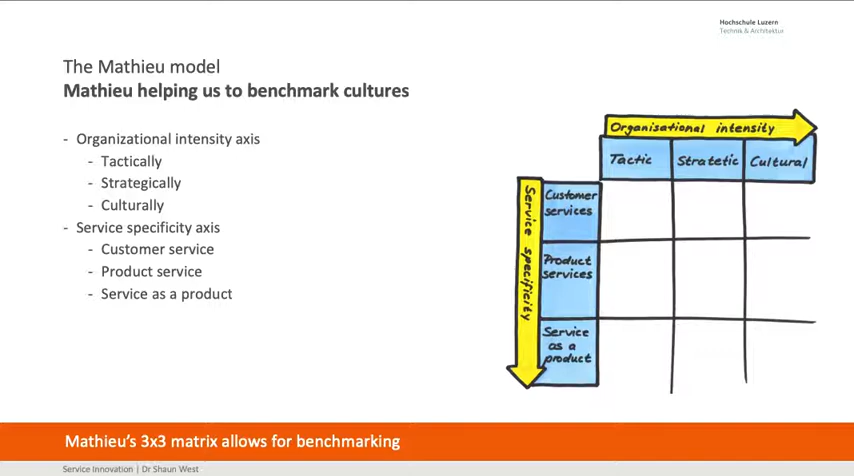 Hochschule Luzern
Technik & Architektur
The Mathieu model
Mathieu helping us to benchmark cultures
- Organizational intensity axis
- Tactically
- Strategically
- Culturally
- Service specificity axis
- Customer service
- Product service
- Service as a product
Organisational intensity
Tactic Stratetic Cultural
Service specificity
Customer
services
Product
services
Service
as a
product
Mathieu's 3x3 matrix allows for benchmarking
Service Innovation | Dr Shaun West